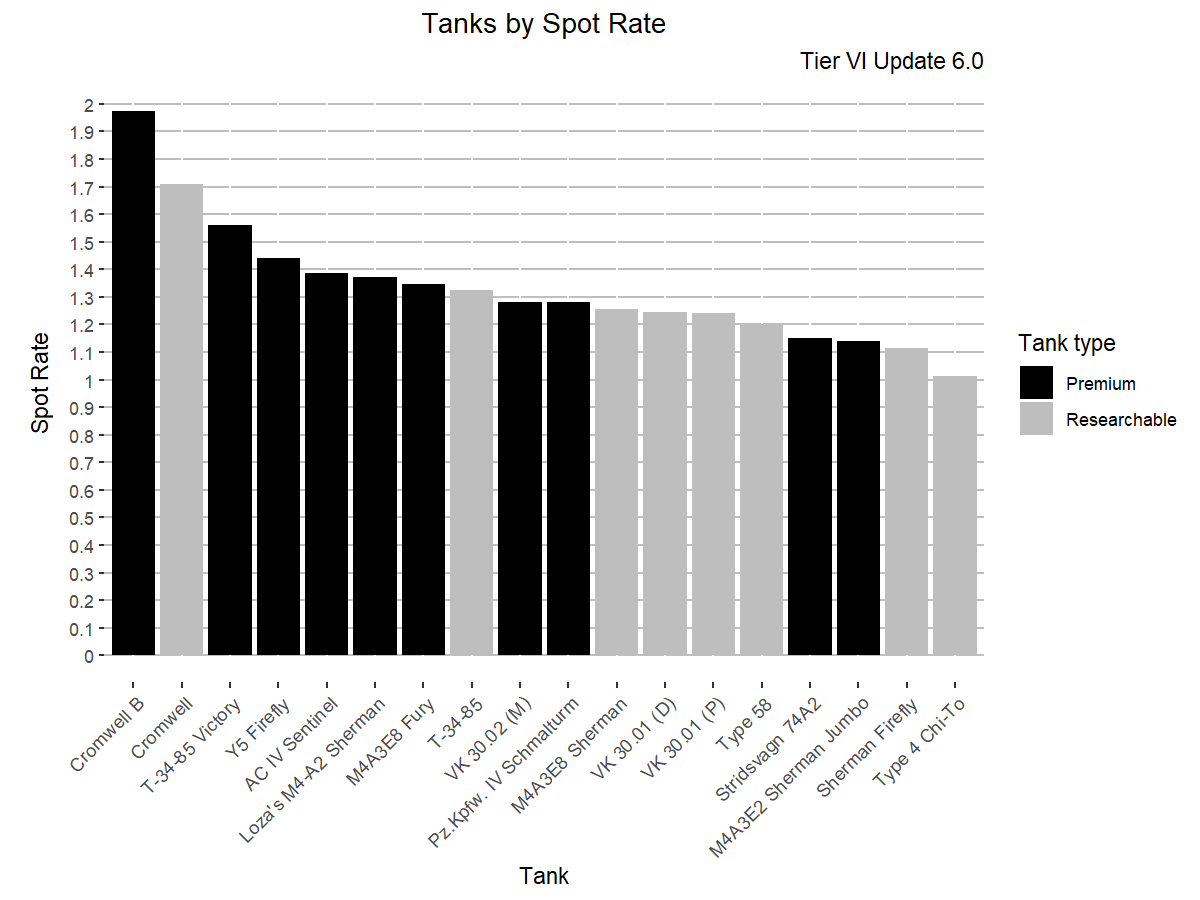 Tanks by Spot Rate
Tier VI Update 6.0
Spot Rate
2
1.9
1.8
1.7
1.6
1.5
1.4
1.3
1.2
1.1
1
0.9
0.8
0.7
0.6
0.5
0.4
0.3
0.2
0.1
0
Cromwell B
Cromwell
T-34-85 Victory
Y5 Firefly
AC IV Sentinel
Loza's M4-A2 Sherman
M4A3E8 Fury
T-34-85
VK 30.02 (M)
Pz.Kpfw. IV Schmalturm
M4A3E8 Sherman
VK 30.01 (D)
VK 30.01 (P)
Type 58
Stridsvagn 74A2
M4A3E2 Sherman Jumbo
Sherman Firefly
Type 4 Chi-To
Tank
Tank type
Premium
Researchable